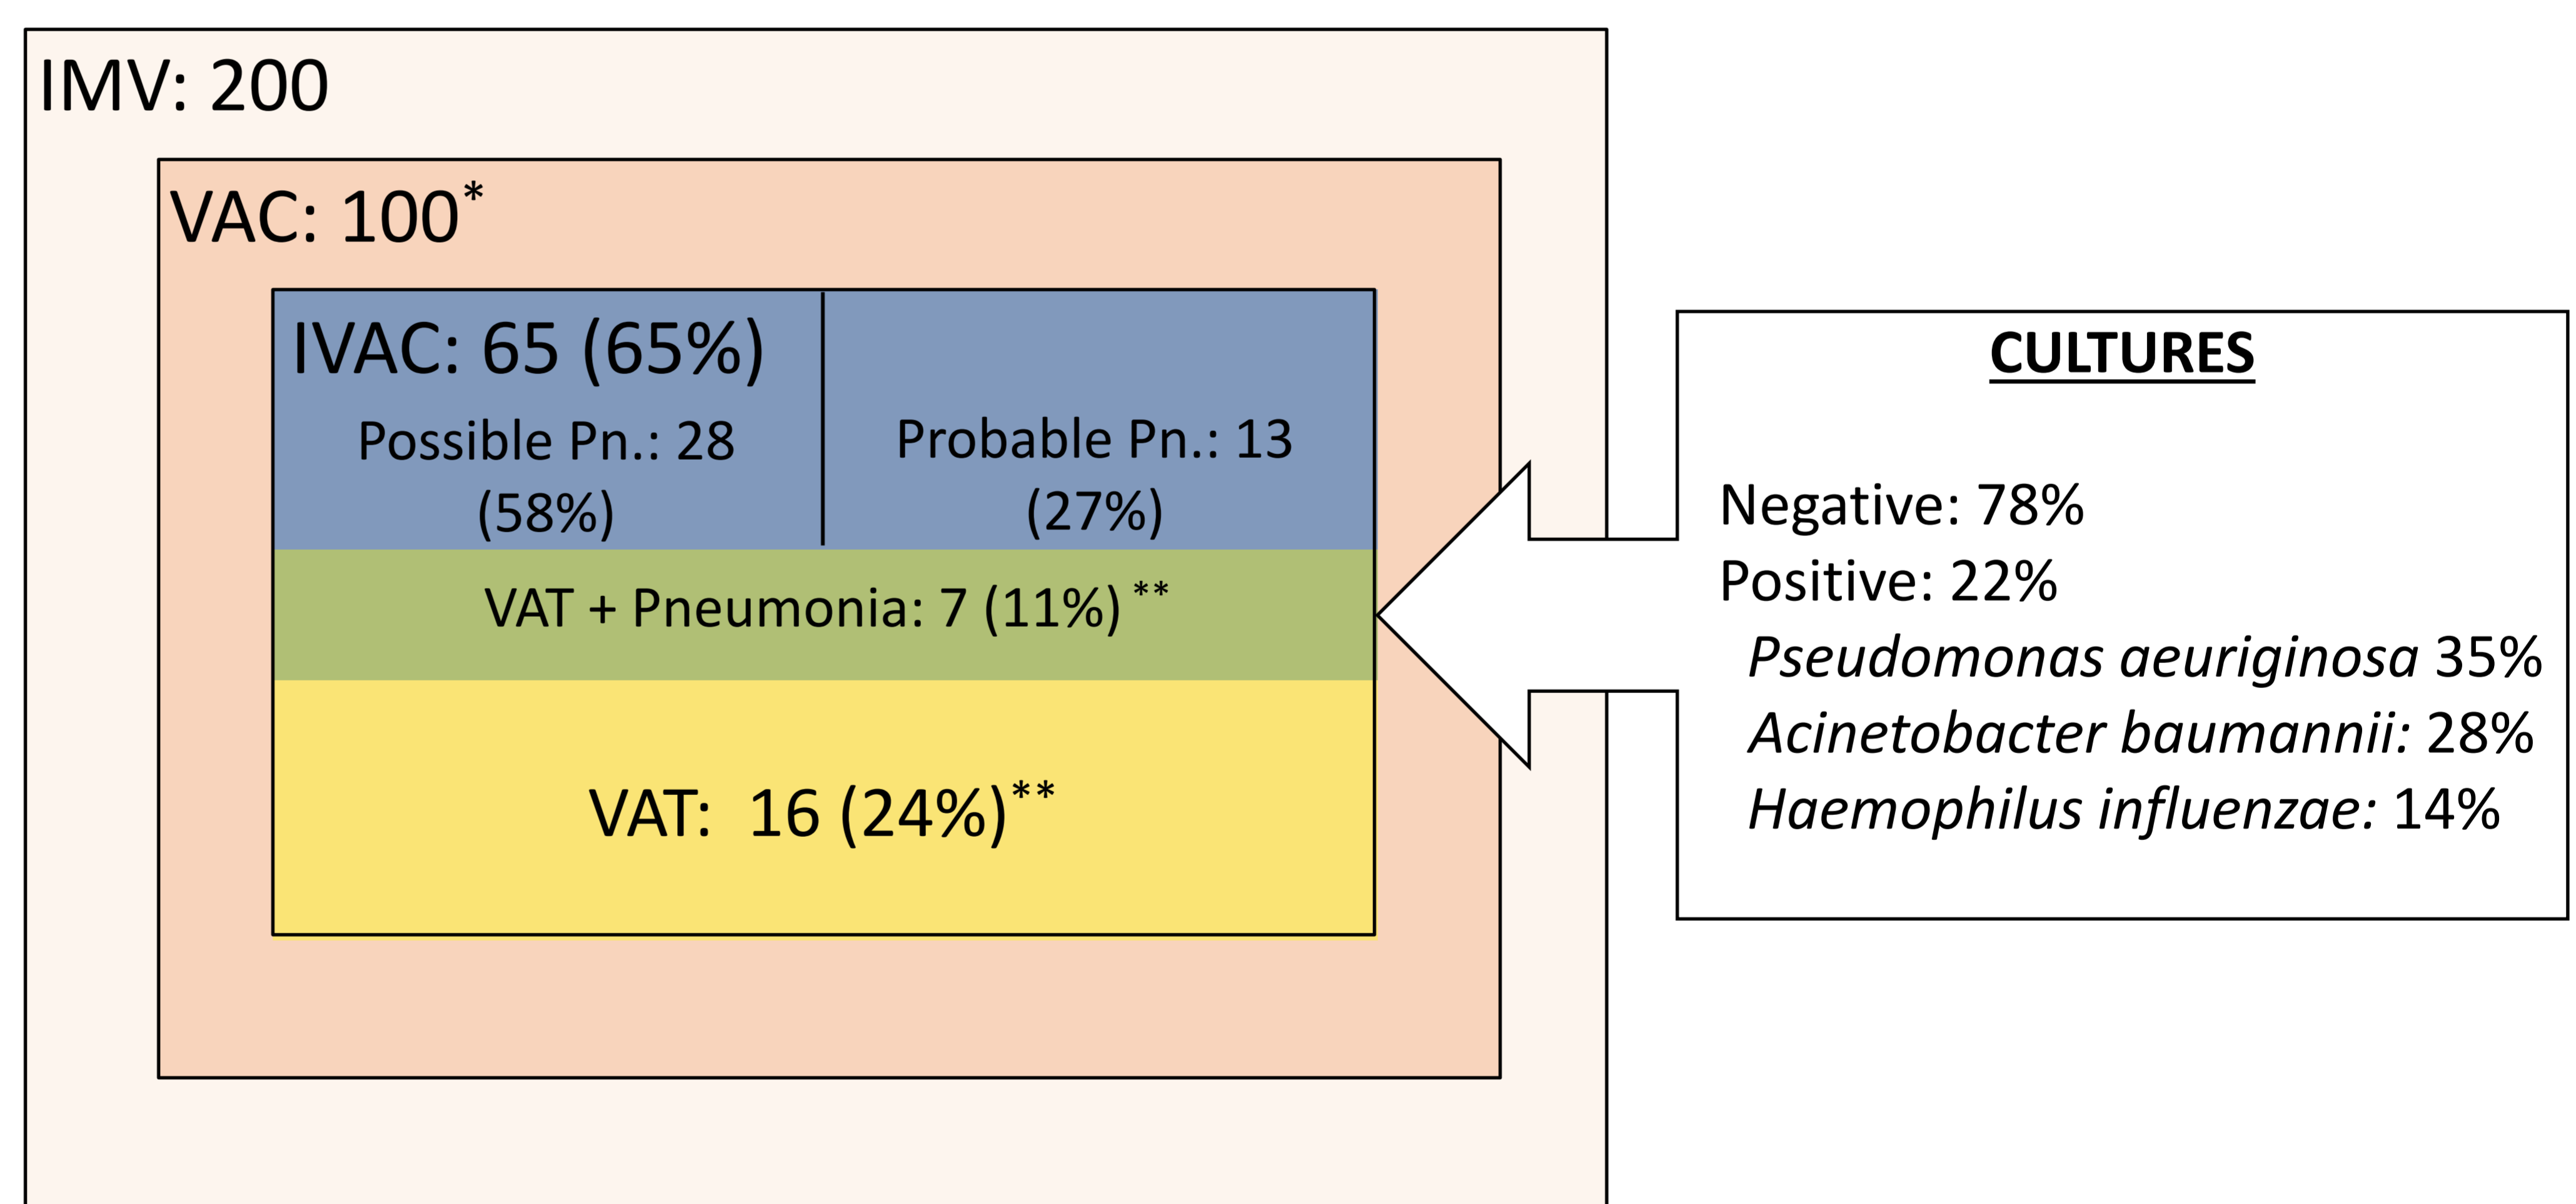 IMV: 200
VAC: 100*
IVAC: 65 (65%)
Possible Pn.: 28
(58%)
Probable Pn.: 13
(27%)
VAT + Pneumonia: 7 (11%) **
VAT: 16 (24%)**
CULTURES
Negative: 78%
Positive: 22%
Pseudomonas aeuriginosa 35%
Acinetobacter baumannii: 28%
Haemophilus influenzae: 14%